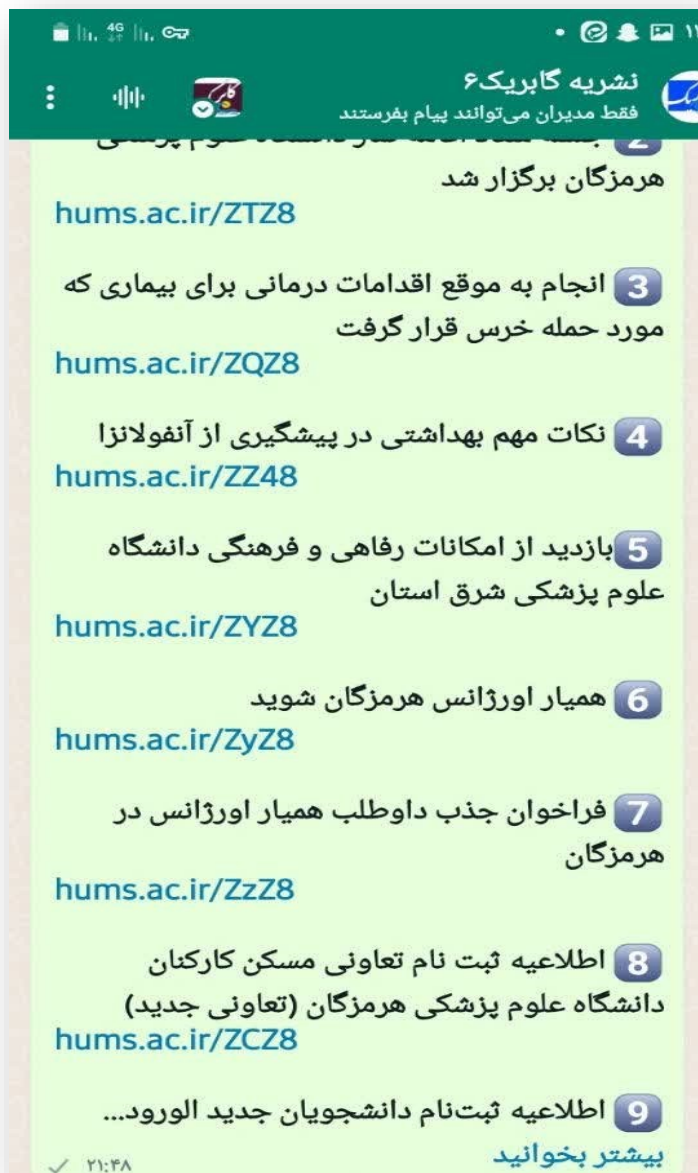 4G
۱۲
نشریه گابریک۶
فقط مدیران می‌توانند پیام بفرستند
هرمزگان برگزار شد
hums.ac.ir/ZTZ8
3 انجام به موقع اقدامات درمانی برای بیماری که
مورد حمله خرس قرار گرفت
hums.ac.ir/ZQZ8
4 نکات مهم بهداشتی در پیشگیری از آنفولانزا
hums.ac.ir/ZZ48
5 بازدید از امکانات رفاهی و فرهنگی دانشگاه
علوم پزشکی شرق استان
hums.ac.ir/ZYZ8
6 همیار اورژانس هرمزگان شوید
hums.ac.ir/ZyZ8
7 فراخوان جذب داوطلب همیار اورژانس در
هرمزگان
hums.ac.ir/ZzZ8
8 اطلاعیه ثبت نام تعاونی مسکن کارکنان
دانشگاه علوم پزشکی هرمزگان (تعاونی جدید)
hums.ac.ir/ZCZ8
9 اطلاعیه ثبت‌نام دانشجویان جدید الورود...
بیشتر بخوانید
۲۱:۴۸